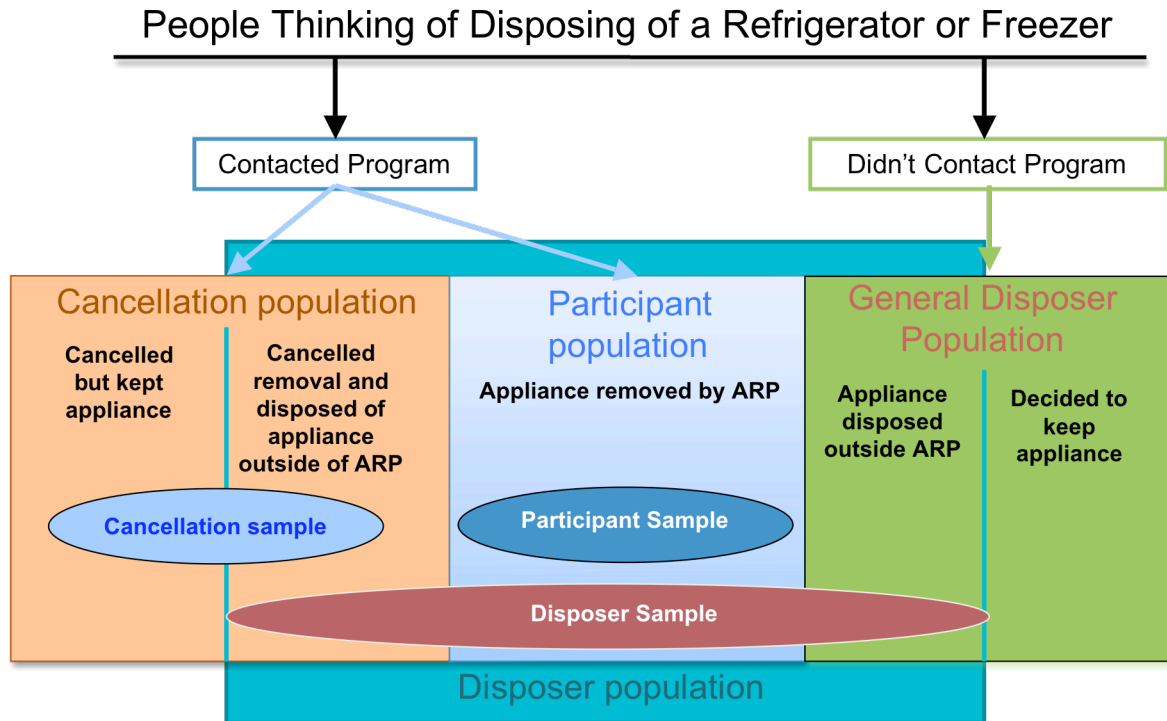 People Thinking of Disposing of a Refrigerator or Freezer
Contacted Program
Didn't Contact Program
Cancellation population
Cancelled
but kept
appliance
Cancelled
removal and
disposed of
appliance
outside of ARP
Participant
population
Appliance removed by ARP
General Disposer
Population
Appliance
disposed
outside ARP
Decided to
keep
appliance
Cancellation sample
Participant Sample
Disposer Sample
Disposer population